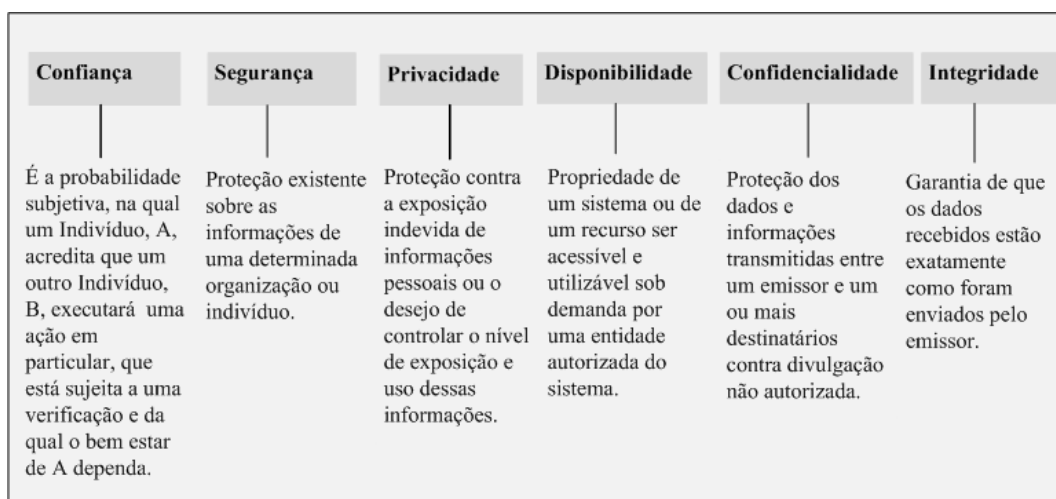 Confiança
É a probabilidade
subjetiva, na qual
um Indivíduo, A,
acredita que um
outro Indivíduo,
B, executará uma
ação em
particular, que
está sujeita a uma
verificação e da
qual o bem estar
de A dependa.
Segurança
Proteção existente
sobre as
informações de
uma determinada
organização ou
indivíduo.
Privacidade
Proteção contra
a exposição
indevida de
informações
pessoais ou o
desejo de
controlar o nível
de exposição e
uso dessas
informações.
Disponibilidade
Propriedade de
um sistema ou de
um recurso ser
acessível e
utilizável sob
demanda por
uma entidade
autorizada do
sistema.
Confidencialidade
Proteção dos
dados e
informações
transmitidas entre
um emissor e um
ou mais
destinatários
contra divulgação
não autorizada.
Integridade
Garantia de que
os dados
recebidos estão
exatamente
como foram
enviados pelo
emissor.